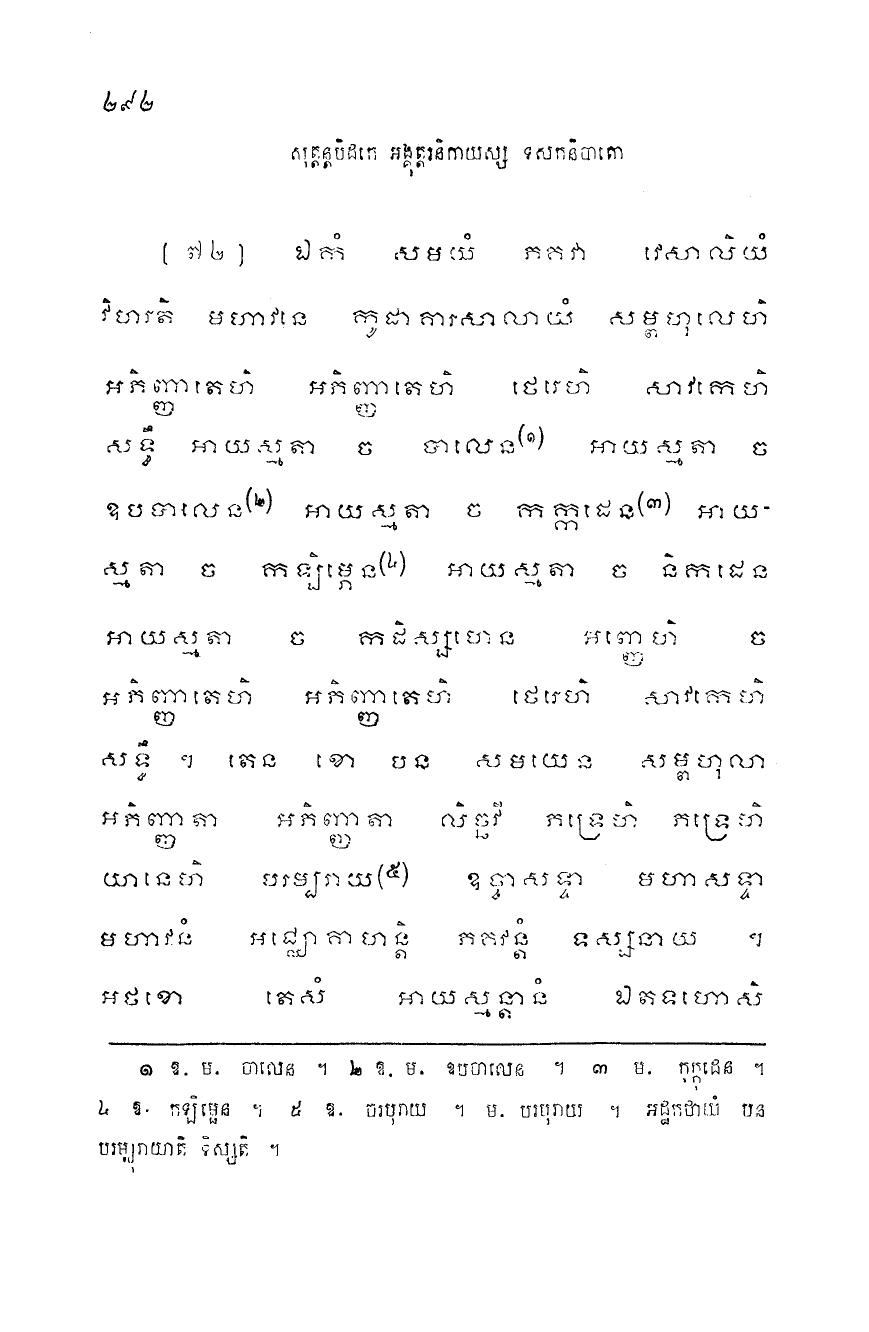 ២៩២
សុត្តន្តបិដកេ អង្គុត្តរនិកាយស្ស ទសកនិបាតោ
[៧២] ឯកំ សមយំ ភគវា វេសាលិយំ
វិហរតិ មហាវនេ កូដាគារសាលាយំ សម្ពហុលេហិ
អភិញ្ញាតេហិ អភិញ្ញាតេហិ ថេរេហិ សាវកេហិ
សទ្ធឹ អាយស្មតា ច បាលេន(១) អាយស្មតា ច
ឧបបាលេន(២) អាយស្មតា ច កក្កដេន(៣) អាយ-
ស្មតា ច កឡិម្ភេន(៤) អាយស្មតា ច និកដេន
អាយស្មតា ច កដិស្សហេន អញ្ញេហិ ច
អភិញ្ញាតេហិ អភិញ្ញាតេហិ ថេរេហិ សាវកេហិ
សទ្ធឹ ។ តេន ខោ បន សមយេន សម្ពហុលា
អភិញ្ញាតា អភិញ្ញាតា លិច្ឆវី ភទ្រេហិ ភទ្រេហិ
យានេហិ បរម្បរាយ(៥) ឧច្ចាសទ្ទា មហាសទ្ទា
មហាវនំ អជ្ឈោគាហន្តិ ភគវន្តំ ទស្សនាយ ។
អថខោ តេសំ អាយស្មន្តានំ ឯតទហោសិ
១ ឱ. ម. ចាលេន ។ ២ ឱ. ម. ឧបចាលេន ។ ៣ ម. កុក្កុដេន ។
៤ ឱ. កឡិម្ផេន ។ ៥ ឱ. ចរបុរាយ ។ ម. បរបុរាយ ។ អដ្ឋកថាយំ បន
បរម្បុរាយាតិ ទិស្សតិ ។